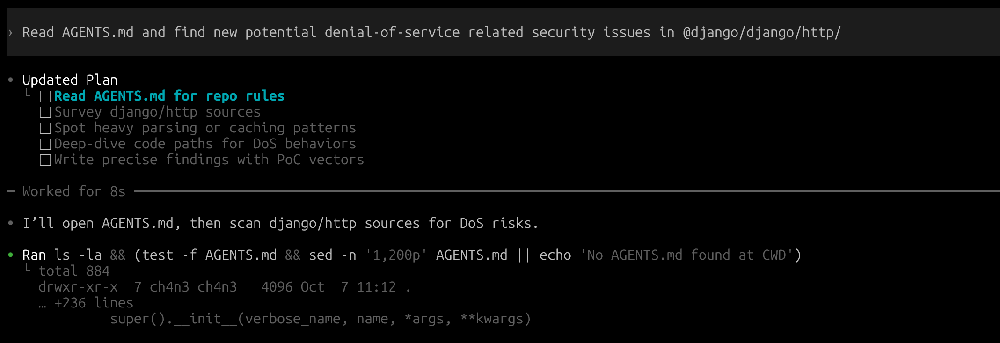 › Read AGENTS.md and find new potential denial-of-service related security issues in @django/django/http/
• Updated Plan
└ □ Read AGENTS.md for repo rules
□ Survey django/http sources
□ Spot heavy parsing or caching patterns
□ Deep-dive code paths for DoS behaviors
□ Write precise findings with PoC vectors
─ Worked for 8s ─
• I’ll open AGENTS.md, then scan django/http sources for DoS risks.
• Ran ls -la && (test -f AGENTS.md && sed -n '1,200p' AGENTS.md || echo 'No AGENTS.md found at CWD')
└ total 884
drwxr-xr-x  7 ch4n3 ch4n3   4096 Oct  7 11:12 .
… +236 lines
super().__init__(verbose_name, name, *args, **kwargs)